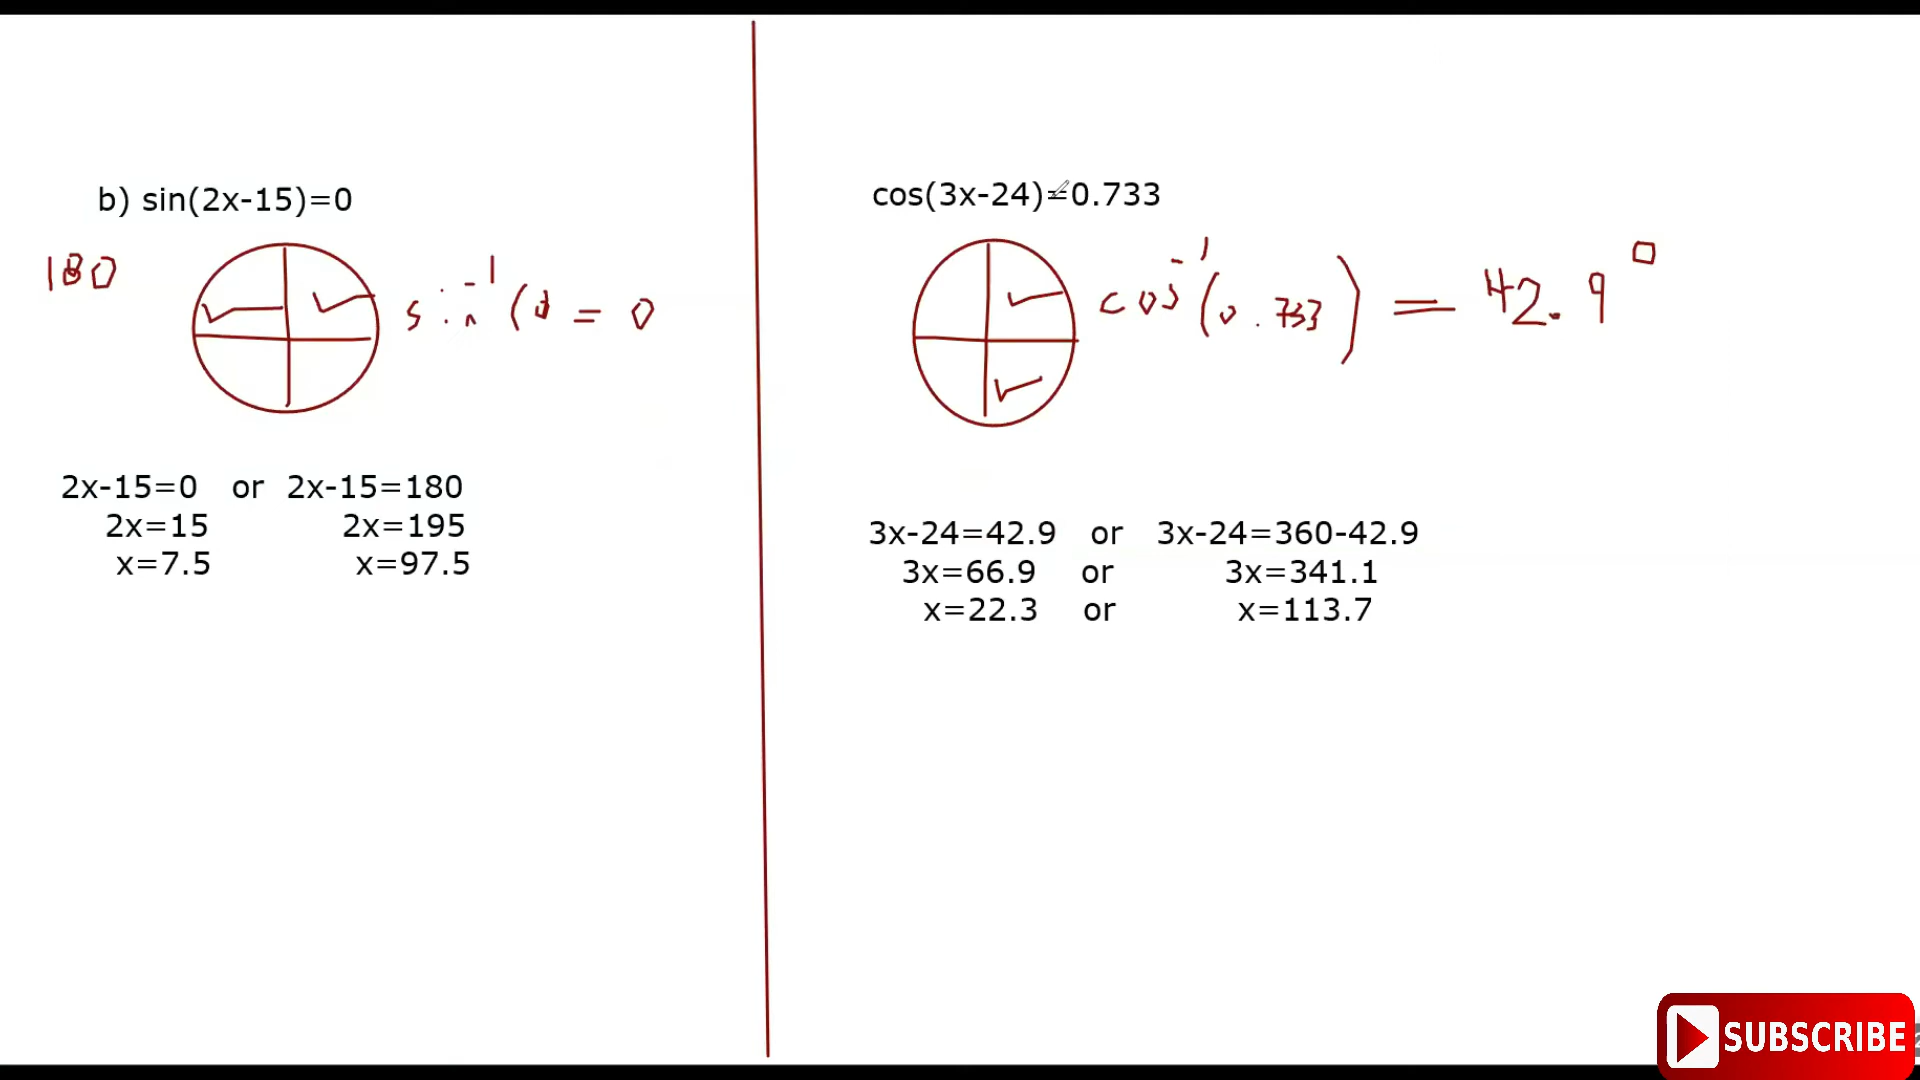 b) sin(2x-15)=0
180
sin⁻¹(0 = 0
2x-15=0 or 2x-15=180
2x=15 2x=195
x=7.5 x=97.5
cos(3x-24)=0.733
cos⁻¹(0.733) = 42.9°
3x-24=42.9 or 3x-24=360-42.9
3x=66.9 or 3x=341.1
x=22.3 or x=113.7
SUBSCRIBE